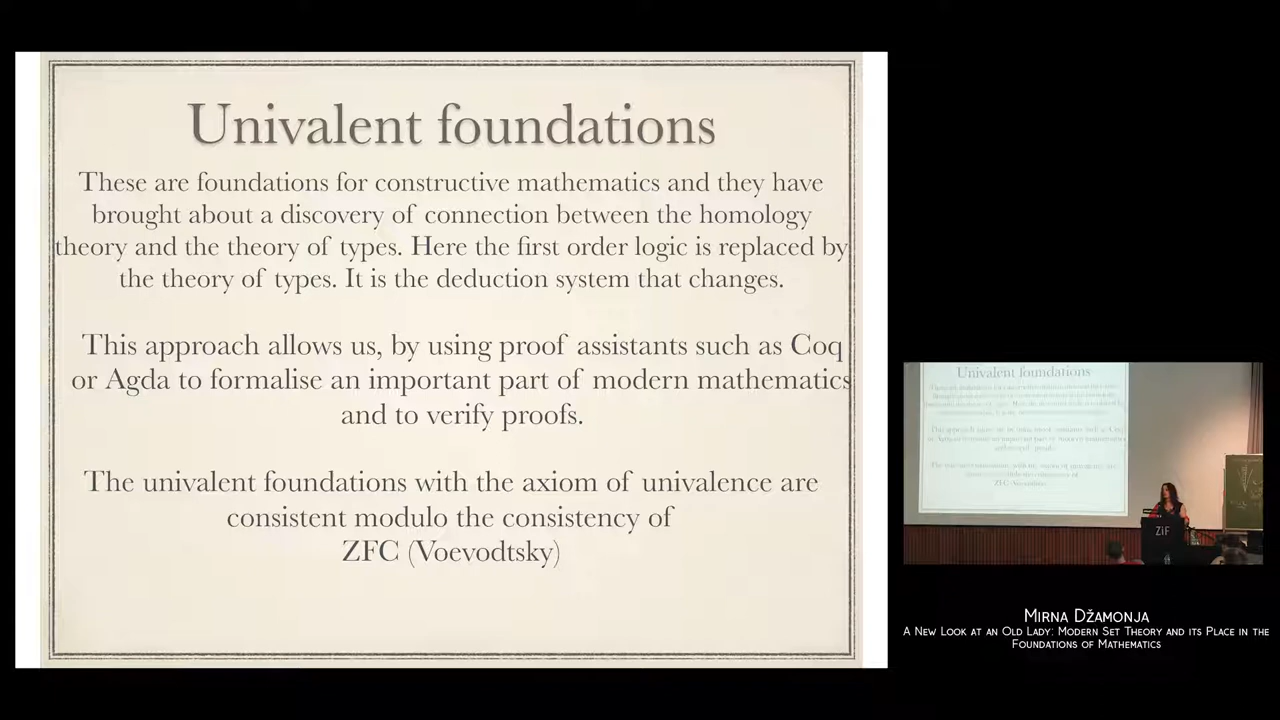 Univalent foundations
These are foundations for constructive mathematics and they have
brought about a discovery of connection between the homology
theory and the theory of types. Here the first order logic is replaced by
the theory of types. It is the deduction system that changes.
This approach allows us, by using proof assistants such as Coq
or Agda to formalise an important part of modern mathematics
and to verify proofs.
The univalent foundations with the axiom of univalence are
consistent modulo the consistency of
ZFC (Voevodtsky)
Univalent foundations
ZiF
Mirna Džamonja
A New Look at an Old Lady: Modern Set Theory and its Place in the
Foundations of Mathematics